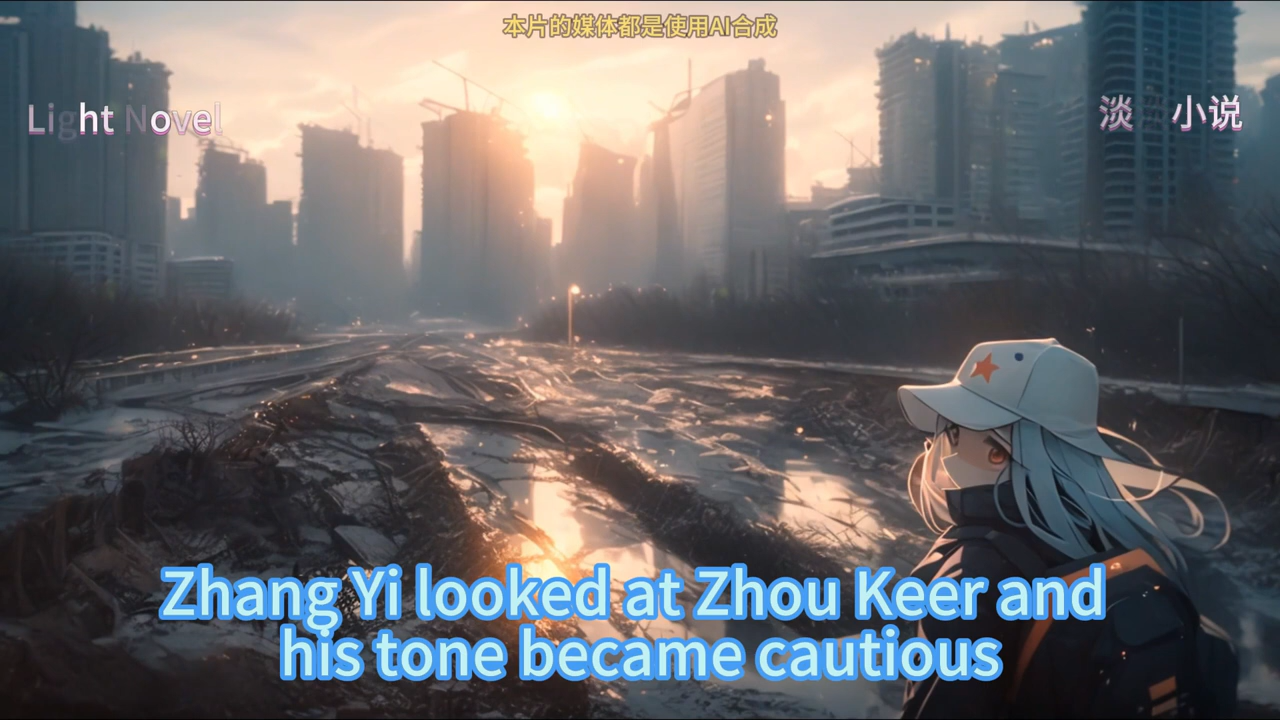 本片的媒体都是使用AI合成
Light Novel
淡 小说
Zhang Yi looked at Zhou Keer and
his tone became cautious